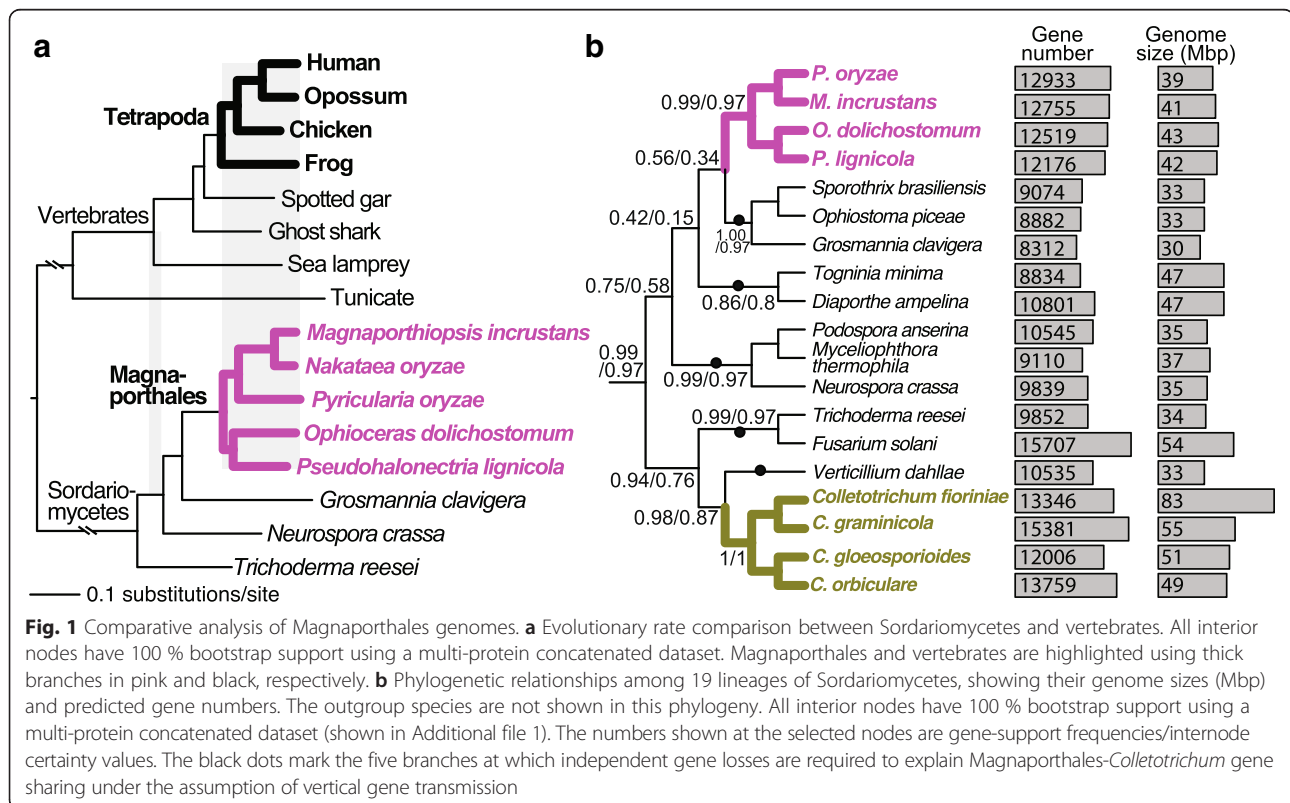 a
Human
Opossum
Tetrapoda
Chicken
Frog
Spotted gar
Vertebrates
Ghost shark
Sea lamprey
Tunicate
Magnaporthiopsis incrustans
Nakataea oryzae
Magna-
porthales
Pyricularia oryzae
Ophioceras dolichostomum
Pseudohalonectria lignicola
Sordario-
mycetes
Grosmannia clavigera
Neurospora crassa
Trichoderma reesei
0.1 substitutions/site
b
Gene
number
Genome
size (Mbp)
P. oryzae 12933 39
0.99/0.97
M. incrustans 12755 41
O. dolichostomum 12519 43
0.56/0.34
P. lignicola 12176 42
Sporothrix brasiliensis 9074 33
0.42/0.15
Ophiostoma piceae 8882 33
1.00
/0.97
Grosmannia clavigera 8312 30
Togninia minima 8834 47
0.75/0.58
0.86/0.8
Diaporthe ampelina 10801 47
Podospora anserina 10545 35
Myceliophthora
thermophila 9110 37
0.99
/0.97
0.99/0.97
Neurospora crassa 9839 35
0.99/0.97
Trichoderma reesei 9852 34
Fusarium solani 15707 54
0.94/0.76
Verticillium dahllae 10535 33
Colletotrichum fioriniae 13346 83
0.98/0.87
C. graminicola 15381 55
1/1
C. gloeosporioides 12006 51
C. orbiculare 13759 49
Fig. 1 Comparative analysis of Magnaporthales genomes. a Evolutionary rate comparison between Sordariomycetes and vertebrates. All interior
nodes have 100 % bootstrap support using a multi-protein concatenated dataset. Magnaporthales and vertebrates are highlighted using thick
branches in pink and black, respectively. b Phylogenetic relationships among 19 lineages of Sordariomycetes, showing their genome sizes (Mbp)
and predicted gene numbers. The outgroup species are not shown in this phylogeny. All interior nodes have 100 % bootstrap support using a
multi-protein concatenated dataset (shown in Additional file 1). The numbers shown at the selected nodes are gene-support frequencies/internode
certainty values. The black dots mark the five branches at which independent gene losses are required to explain Magnaporthales-Colletotrichum gene
sharing under the assumption of vertical gene transmission